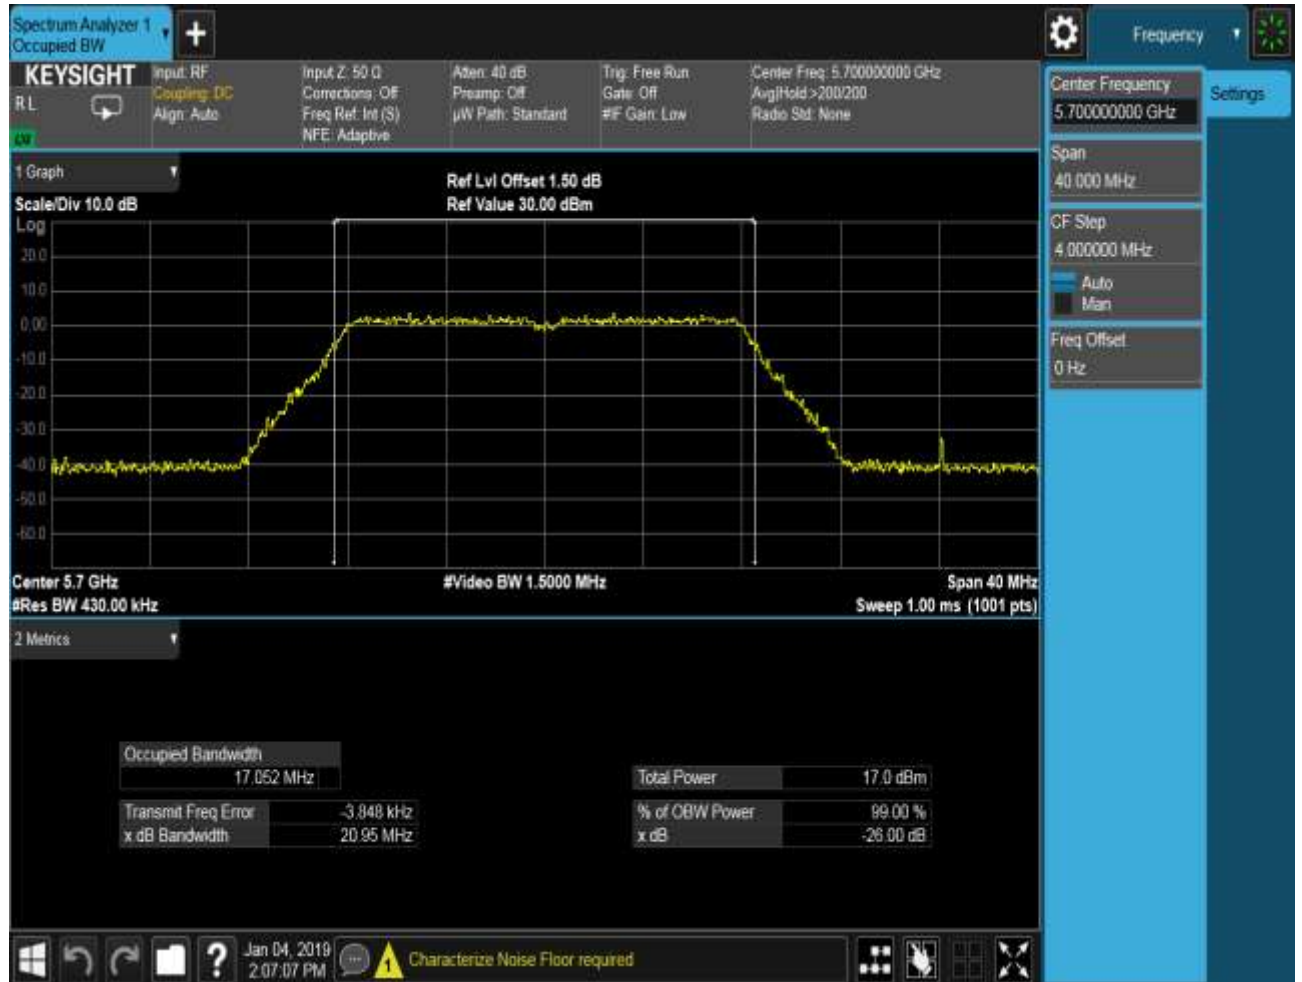 Spectrum Analyzer 1
Occupied BW
+
Frequency
KEYSIGHT
R L
Input: RF
Coupling: DC
Align: Auto
Input Z: 50 Ω
Corrections: Off
Freq Ref: Int (S)
NFE: Adaptive
Atten: 40 dB
Preamp: Off
µW Path: Standard
Trig: Free Run
Gate: Off
#IF Gain: Low
Center Freq: 5.700000000 GHz
Avg|Hold:>200/200
Radio Std: None
Center Frequency
5.700000000 GHz
Settings
Span
40.000 MHz
CF Step
4.000000 MHz
Auto
Man
Freq Offset
0 Hz
1 Graph
Scale/Div 10.0 dB
Ref Lvl Offset 1.50 dB
Ref Value 30.00 dBm
Log
20.0
10.0
0.00
-10.0
-20.0
-30.0
-40.0
-50.0
-60.0
Center 5.7 GHz
#Video BW 1.5000 MHz
Span 40 MHz
#Res BW 430.00 kHz
Sweep 1.00 ms (1001 pts)
2 Metrics
Occupied Bandwidth
17.052 MHz
Total Power
17.0 dBm
Transmit Freq Error
-3.848 kHz
% of OBW Power
99.00 %
x dB Bandwidth
20.95 MHz
x dB
-26.00 dB
?
Jan 04, 2019
2:07:07 PM
1
Characterize Noise Floor required